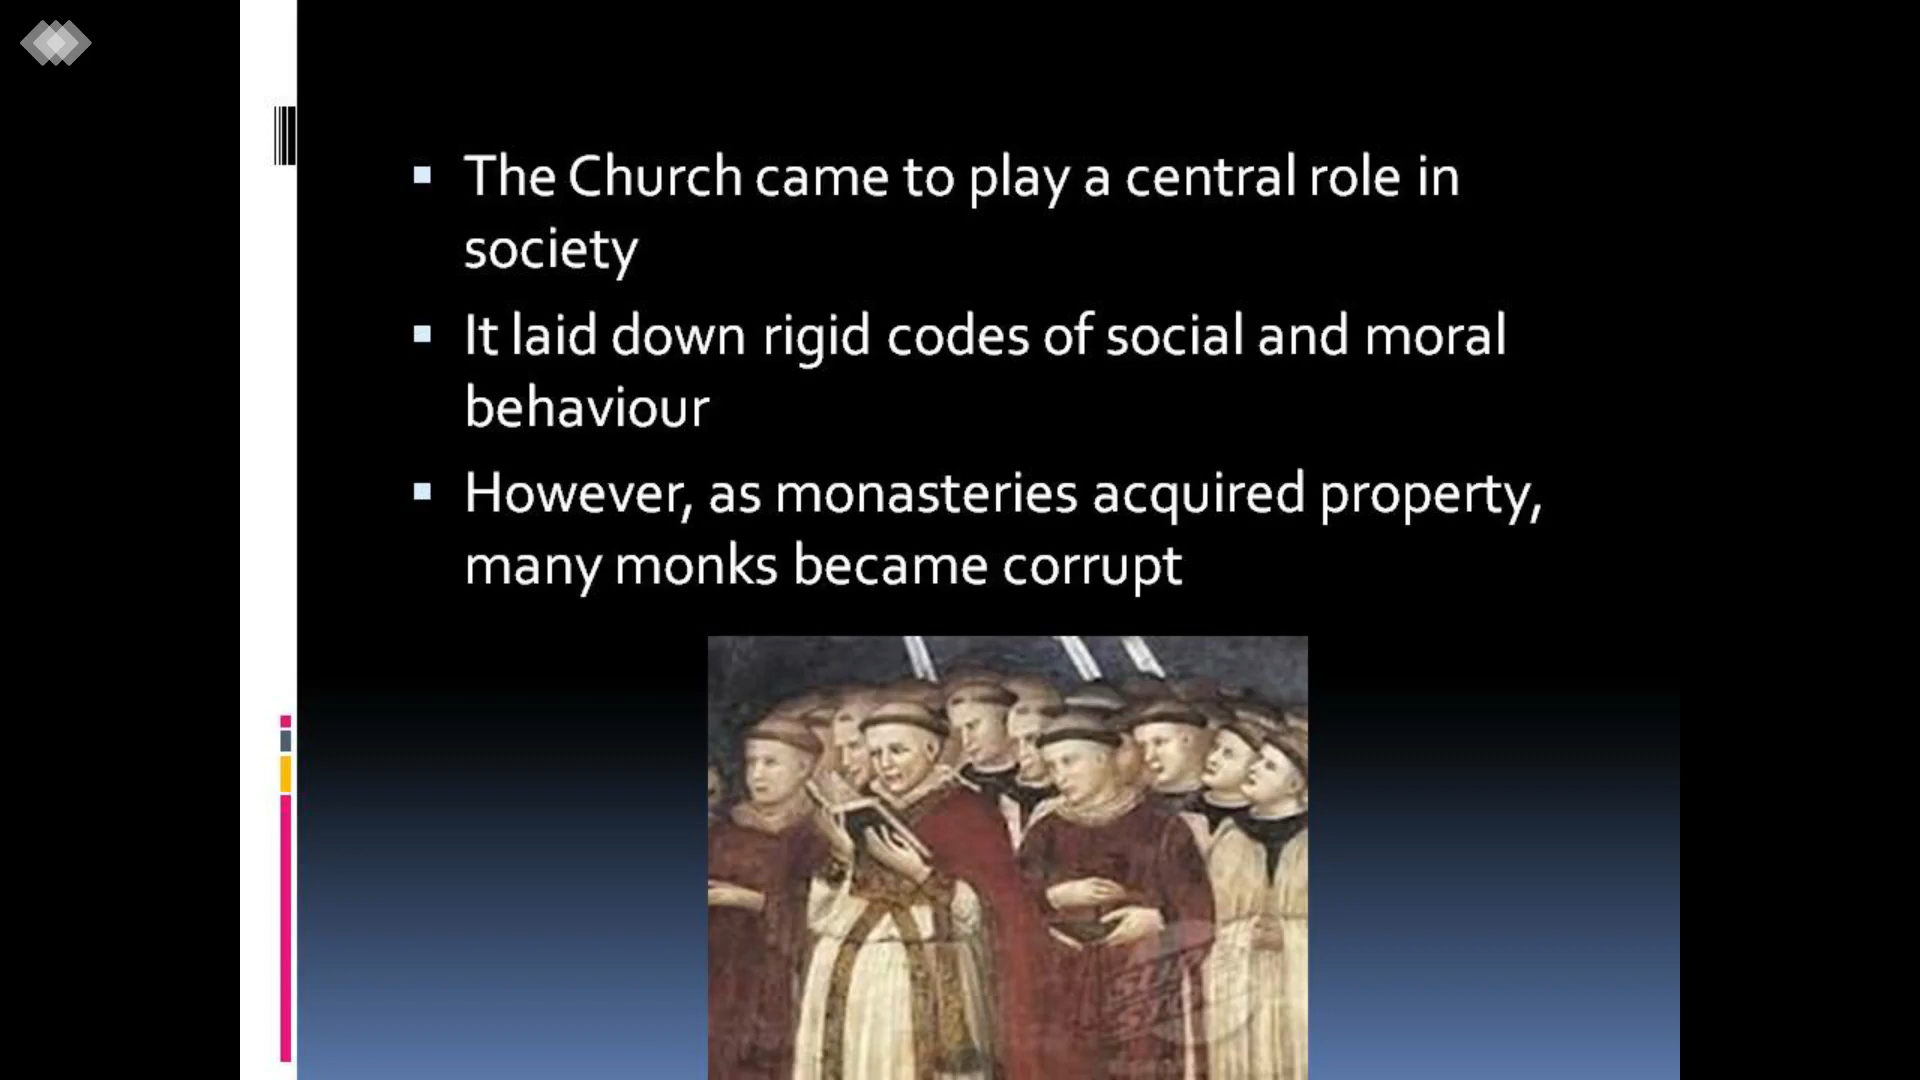 The Church came to play a central role in
society
It laid down rigid codes of social and moral
behaviour
However, as monasteries acquired property,
many monks became corrupt